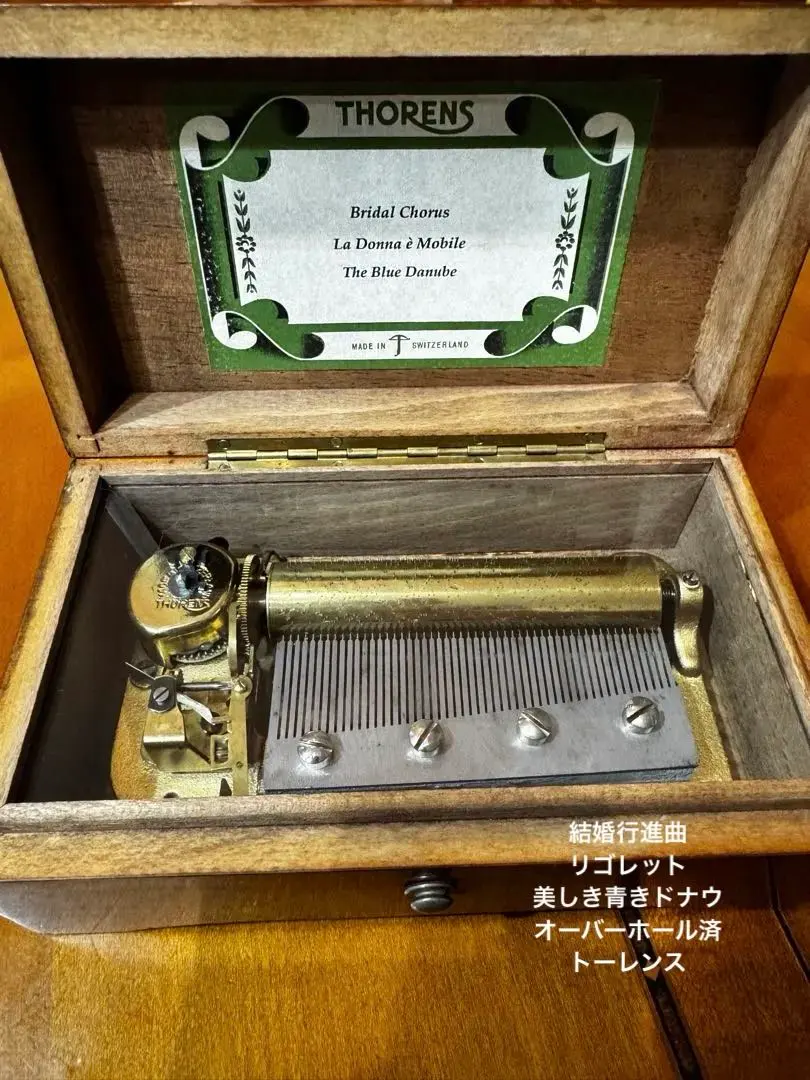 THORENS
Bridal Chorus
La Donna è Mobile
The Blue Danube
MADE IN SWITZERLAND
THORENS
結婚行進曲
リゴレット
美しき青きドナウ
オーバーホール済
トーレンス